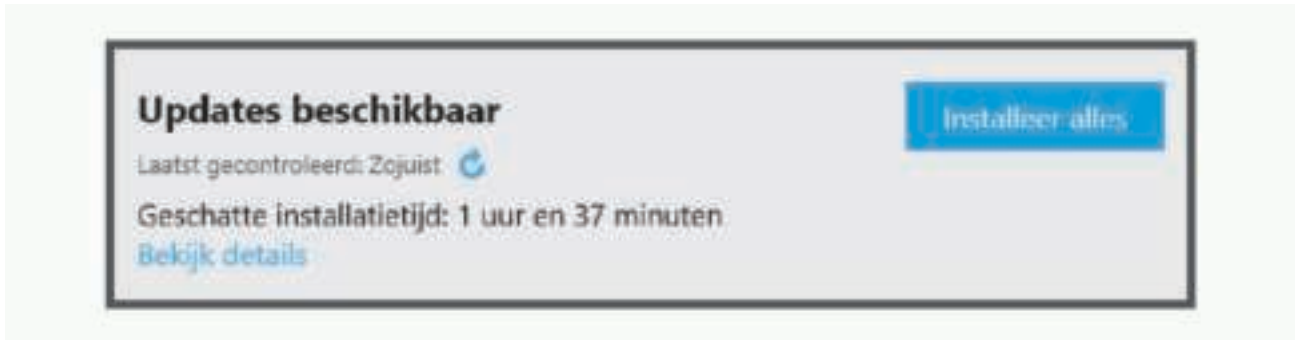 Updates beschikbaar
Installeer alles
Laatst gecontroleerd: Zojuist
Geschatte installatietijd: 1 uur en 37 minuten
Bekijk details